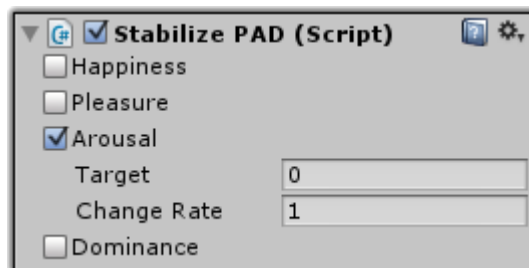 Stabilize PAD (Script)
Happiness
Pleasure
Arousal
Target 0
Change Rate 1
Dominance